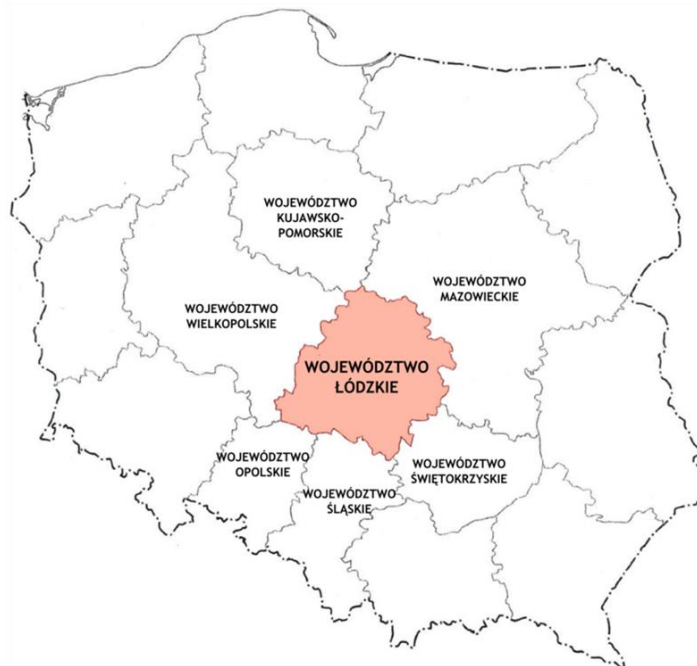 WOJEWÓDZTWO
KUJAWSKO-
POMORSKIE
WOJEWÓDZTWO
MAZOWIECKIE
WOJEWÓDZTWO
WIELKOPOLSKIE
WOJEWÓDZTWO
ŁÓDZKIE
WOJEWÓDZTWO
OPOLSKIE
WOJEWÓDZTWO
ŚWIĘTOKRZYSKIE
WOJEWÓDZTWO
ŚLĄSKIE